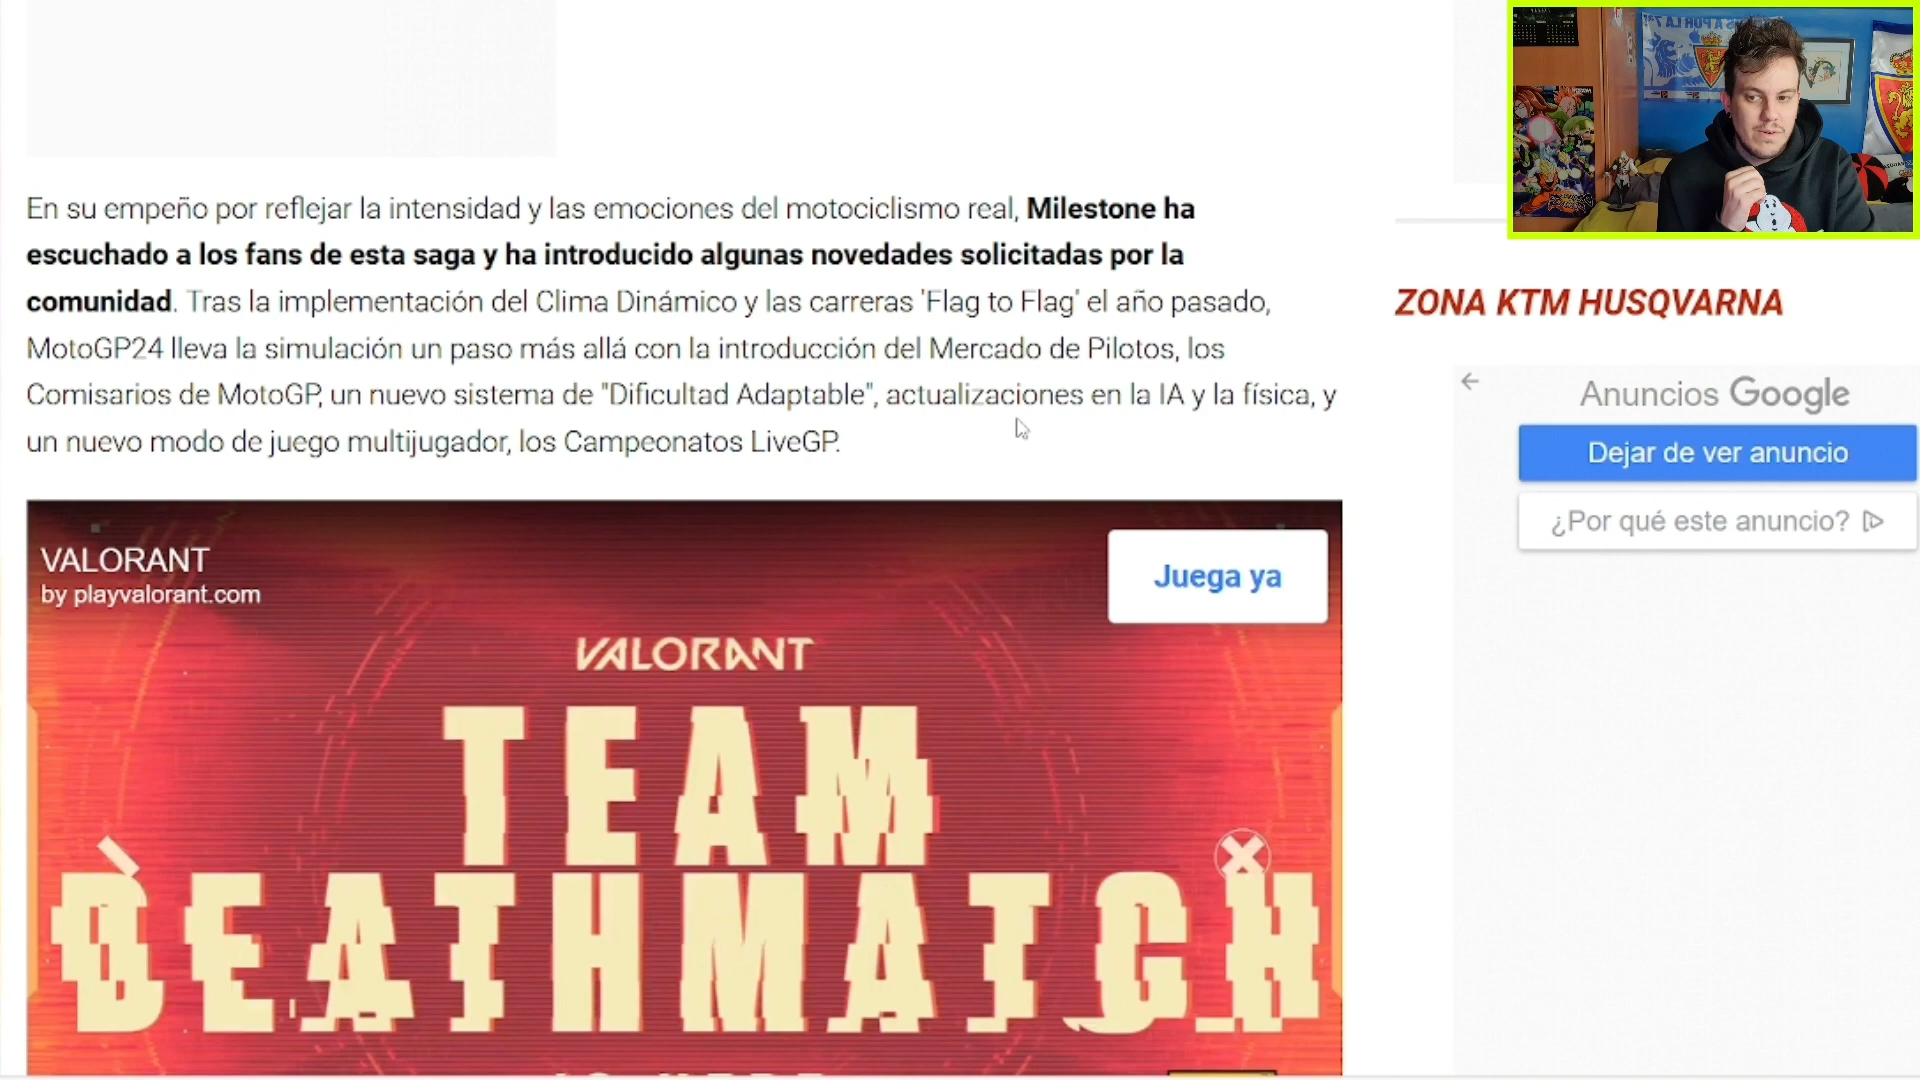 En su empeño por reflejar la intensidad y las emociones del motociclismo real, Milestone ha
escuchado a los fans de esta saga y ha introducido algunas novedades solicitadas por la
comunidad. Tras la implementación del Clima Dinámico y las carreras 'Flag to Flag' el año pasado,
MotoGP24 lleva la simulación un paso más allá con la introducción del Mercado de Pilotos, los
Comisarios de MotoGP, un nuevo sistema de "Dificultad Adaptable", actualizaciones en la IA y la física, y
un nuevo modo de juego multijugador, los Campeonatos LiveGP.
ZONA KTM HUSQVARNA
Anuncios Google
Dejar de ver anuncio
¿Por qué este anuncio?
VALORANT
by playvalorant.com
Juega ya
VALORANT
TEAM
DEATHMATCH